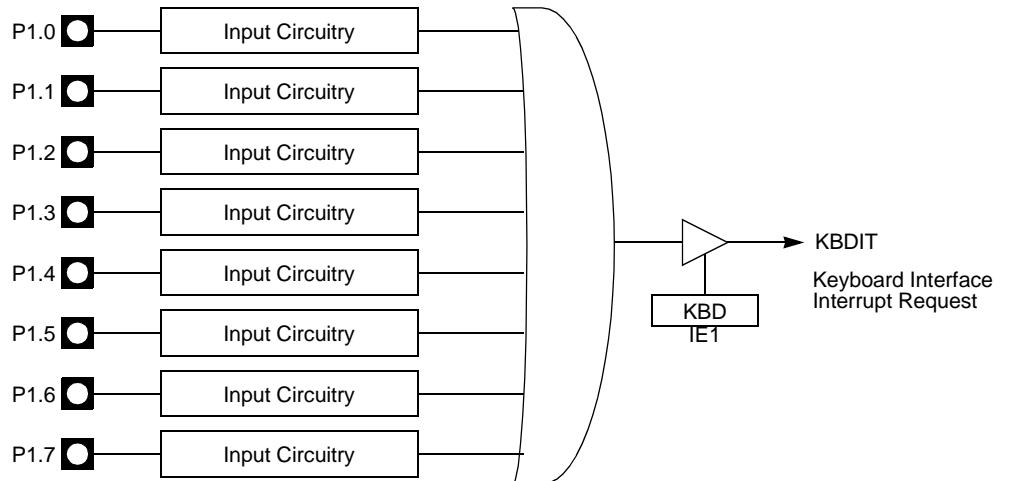 P1.0 Input Circuitry
P1.1 Input Circuitry
P1.2 Input Circuitry
P1.3 Input Circuitry
KBDIT
P1.4 Input Circuitry
Keyboard Interface
Interrupt Request
KBD
IE1
P1.5 Input Circuitry
P1.6 Input Circuitry
P1.7 Input Circuitry